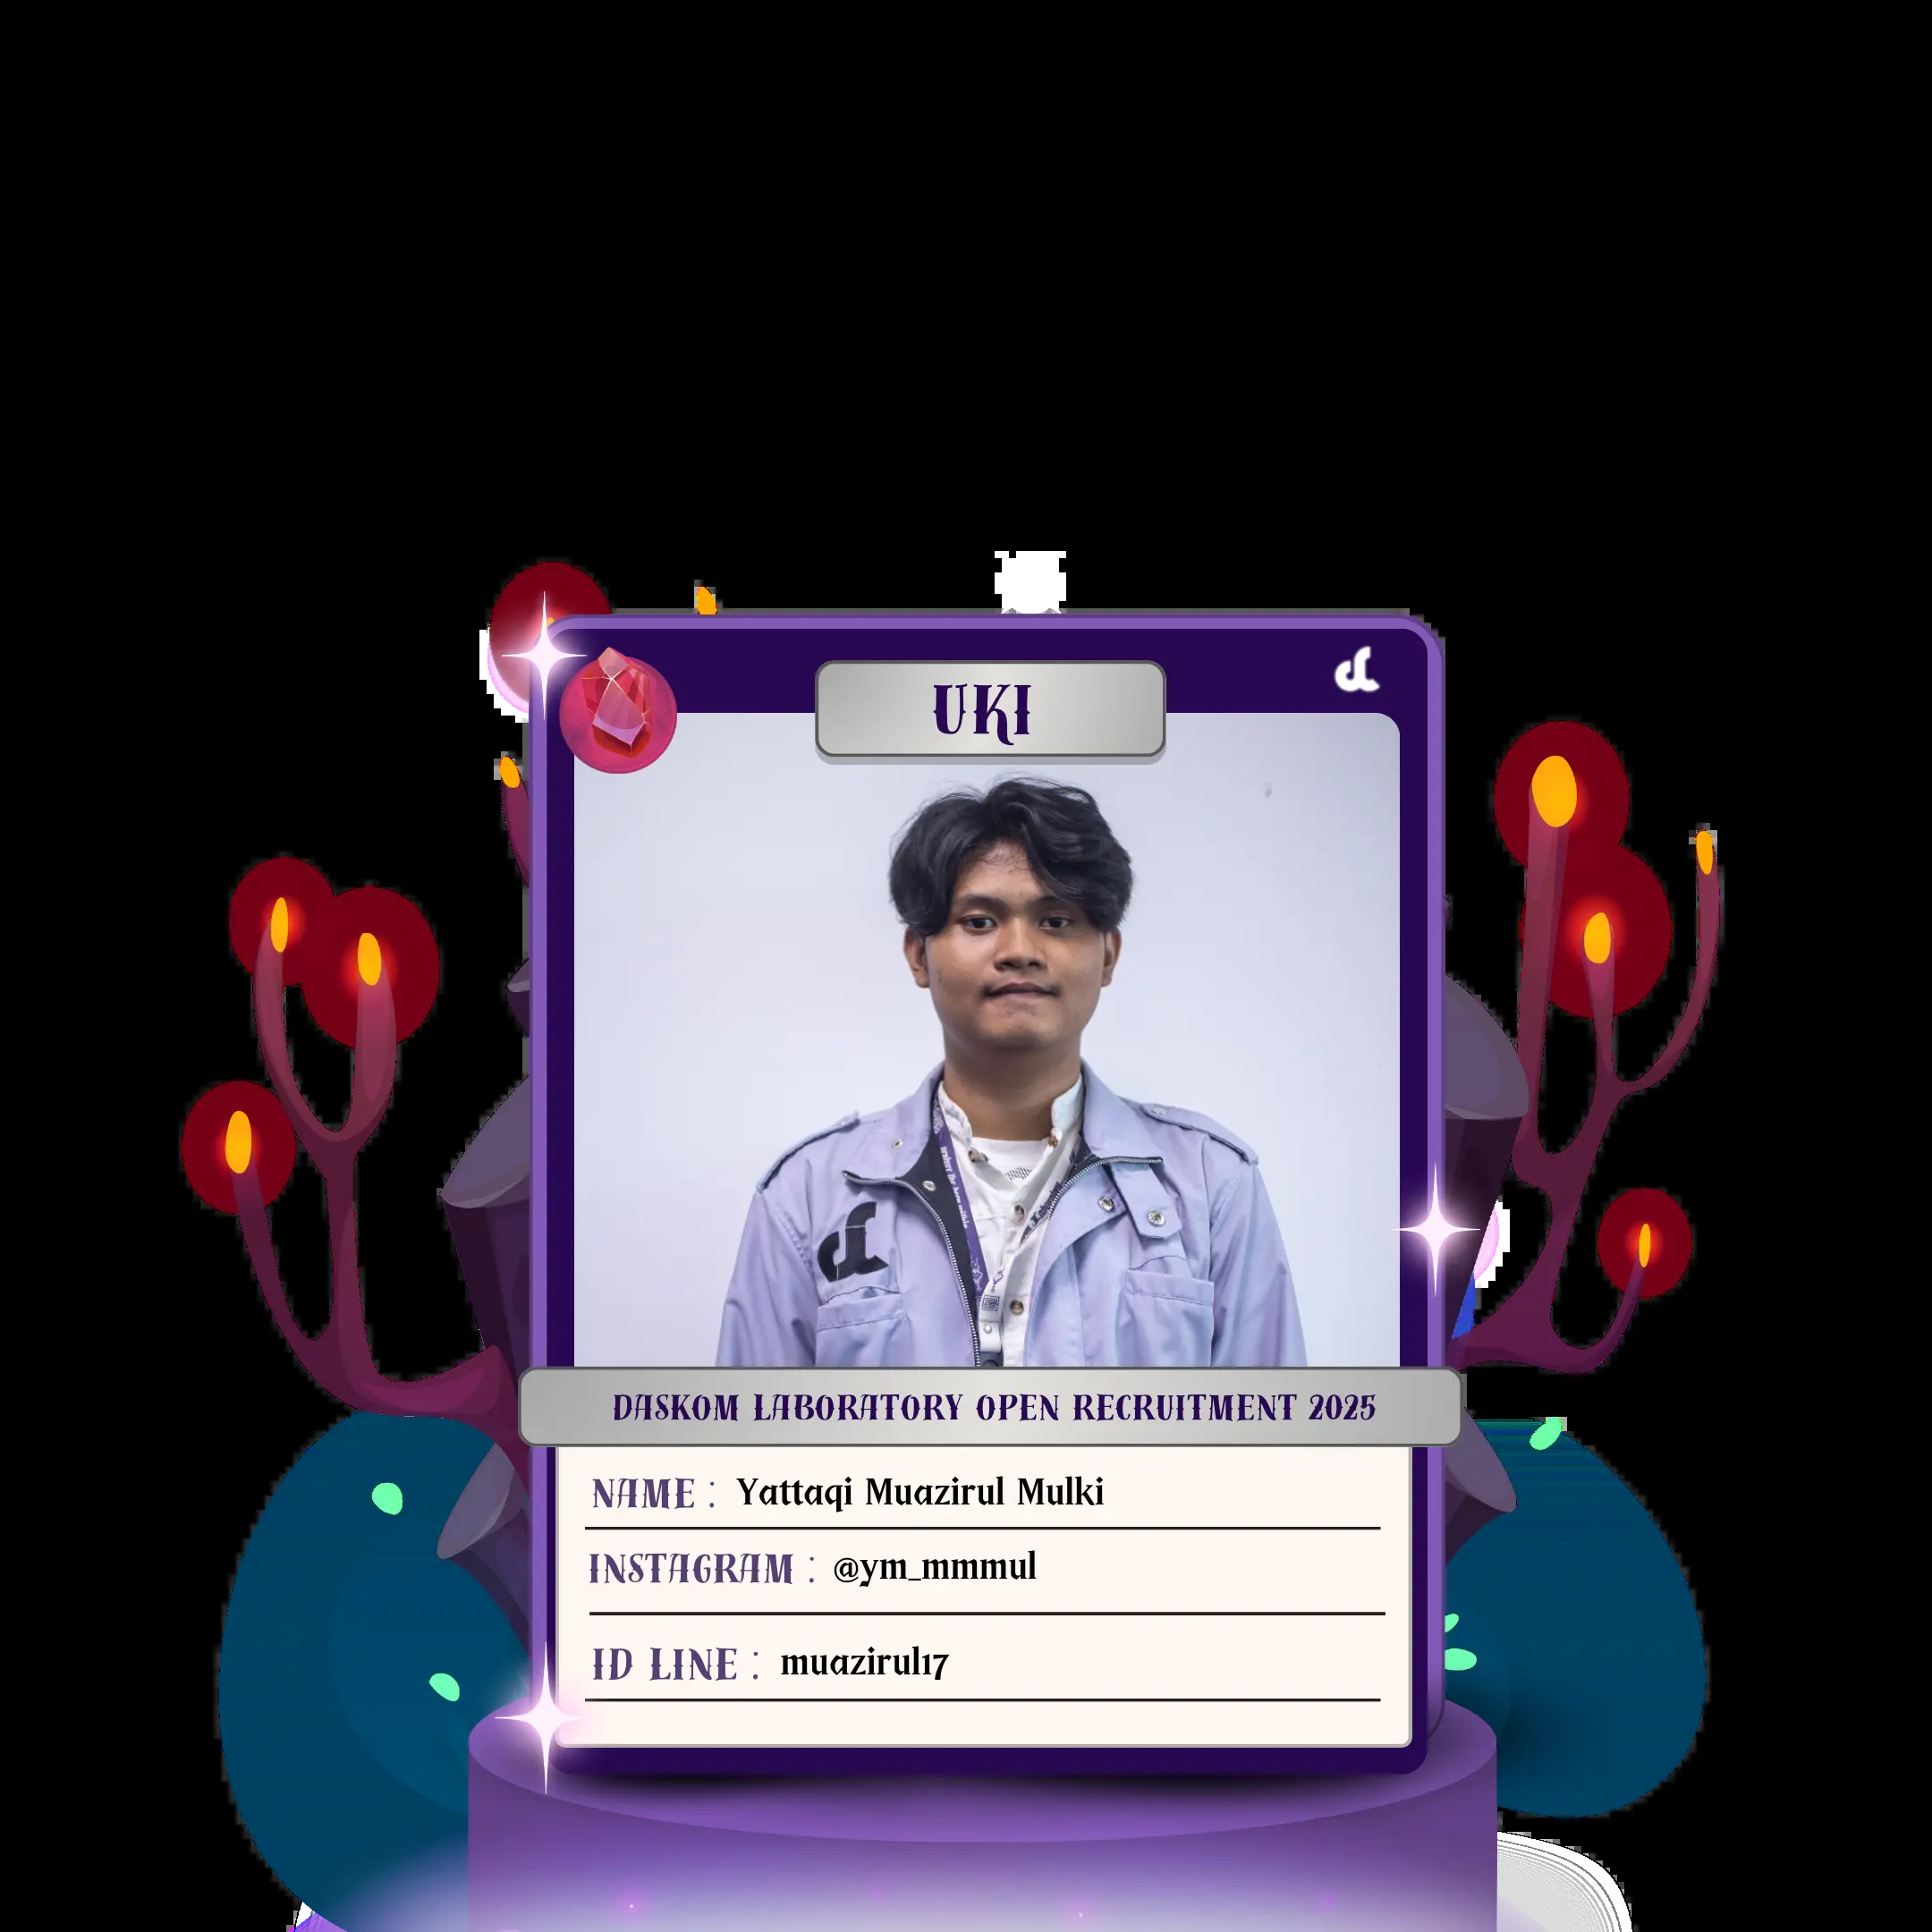 UKI
DASKOM LABORATORY OPEN RECRUITMENT 2025
NAME : Yattaqi Muazirul Mulki
INSTAGRAM : @ym_mmmul
ID LINE : muazirul17